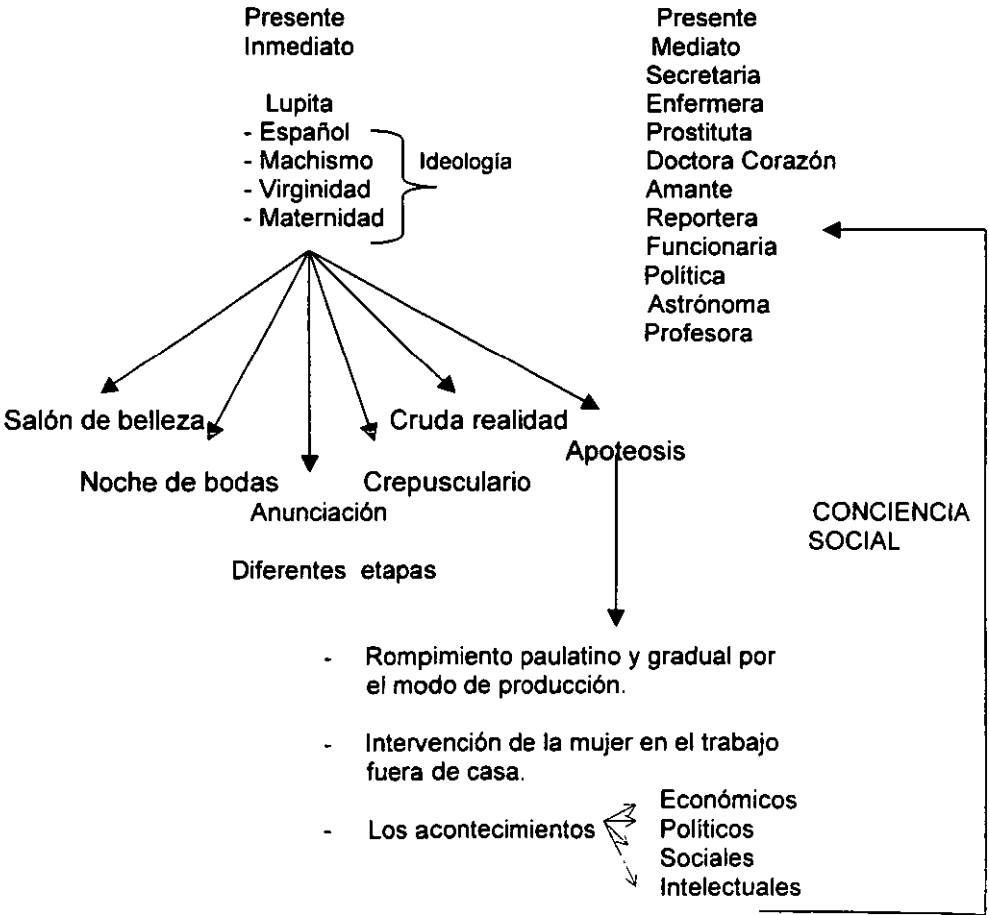 Presente
Inmediato
Lupita
- Español
- Machismo
- Virginidad
- Maternidad
Ideología
Presente
Mediato
Secretaria
Enfermera
Prostituta
Doctora Corazón
Amante
Reportera
Funcionaria
Política
Astrónoma
Profesora
Salón de belleza
Noche de bodas
Anunciación
Crepusculario
Cruda realidad
Apoteosis
Diferentes etapas
CONCIENCIA
SOCIAL
- Rompimiento paulatino y gradual por
el modo de producción.
- Intervención de la mujer en el trabajo
fuera de casa.
- Los acontecimientos
Económicos
Políticos
Sociales
Intelectuales